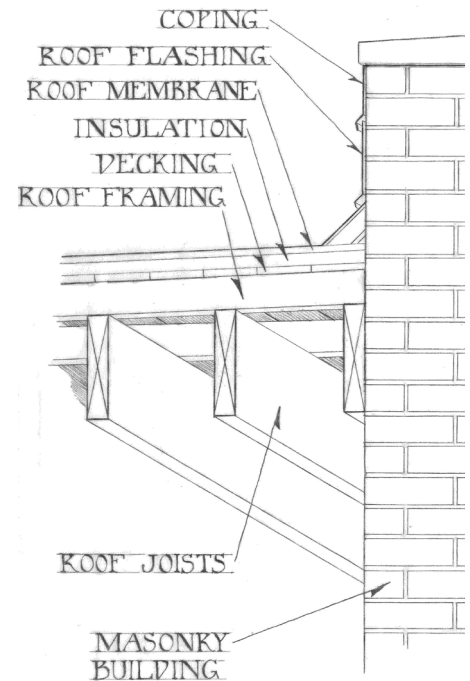 COPING
ROOF FLASHING
ROOF MEMBRANE
INSULATION
DECKING
ROOF FRAMING
ROOF JOISTS
MASONRY
BUILDING